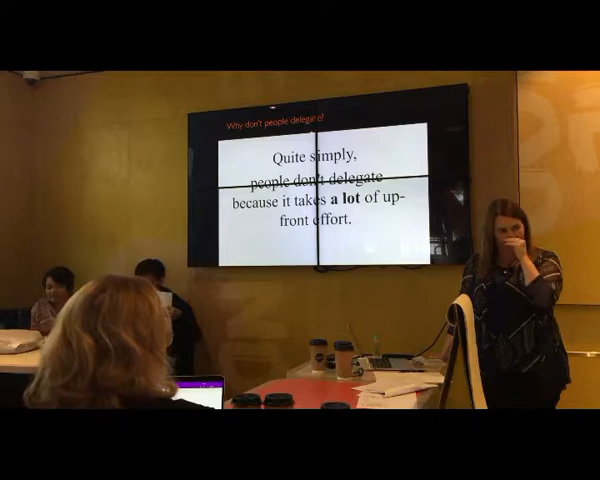 Why don't people delegate?
Quite simply,
people don't delegate
because it takes a lot of up-
front effort.